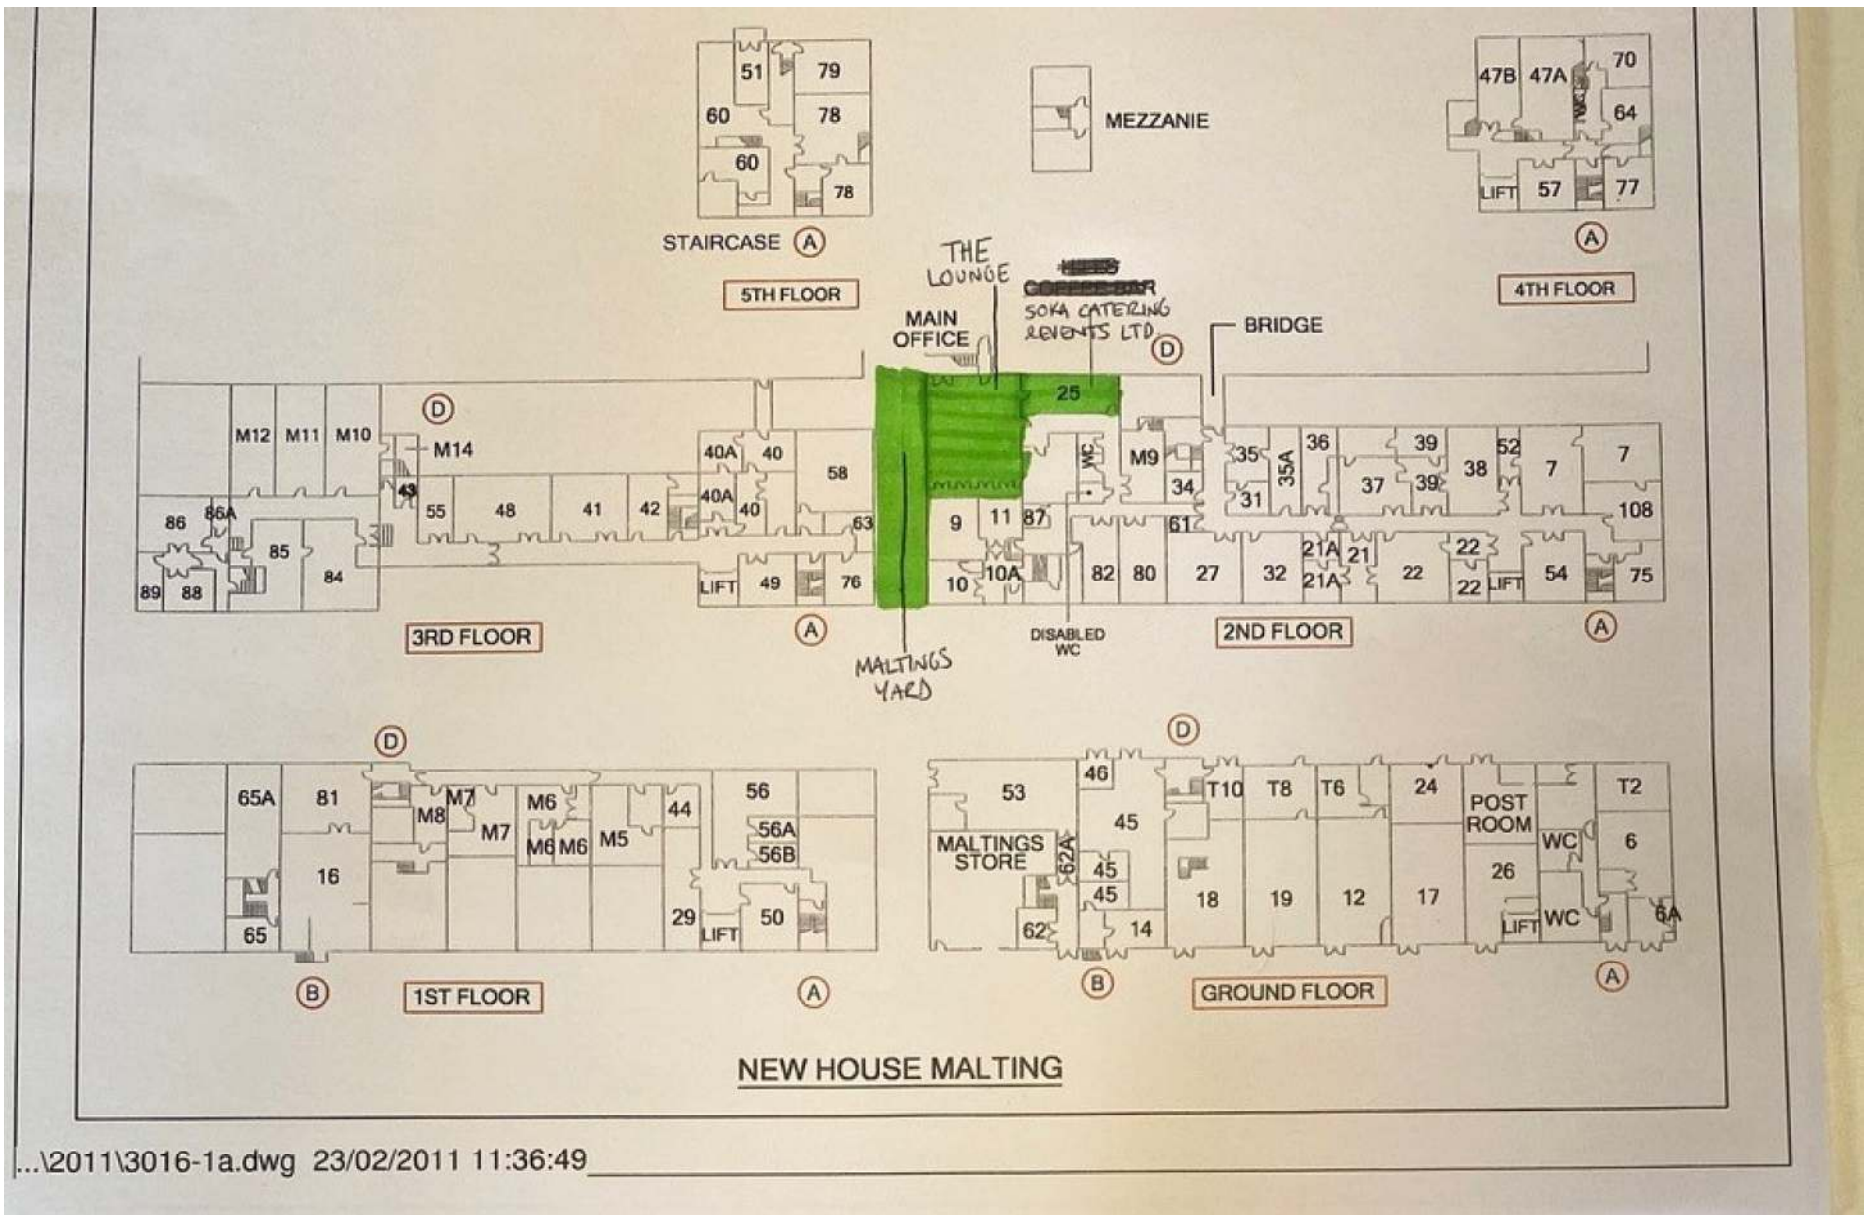 51
79
60
78
60
78
STAIRCASE A
5TH FLOOR
MEZZANIE
47B 47A 70
64
LIFT 57 77
A
4TH FLOOR
THE
LOUNGE
COFFEE BAR
SOKA CATERING
& EVENTS LTD.
MAIN
OFFICE
D
BRIDGE
M12 M11 M10
D
M14
43
40A 40
58
86 86A
55 48 41 42
40A 40
63
85
84
89 88
LIFT 49 76
3RD FLOOR
A
MALTINGS
YARD
25
WC
M9
34
35
35A
36
39
52
7
7
31
37
39
38
9
11
87
61
108
10
10A
82 80 27 32
21A
21A
21
22
22
22
LIFT
54
75
DISABLED
WC
2ND FLOOR
A
D
65A 81
M8
M7
M7
M6
M6 M6
M5
44
56
56A
56B
16
65
29
LIFT
50
B
1ST FLOOR
A
D
53
46
T10 T8 T6 24
POST
ROOM
T2
45
MALTINGS
STORE
62A
45
45
WC
6
26
18 19 12 17
62
14
LIFT
WC
6A
B
GROUND FLOOR
A
NEW HOUSE MALTING
...\2011\3016-1a.dwg 23/02/2011 11:36:49